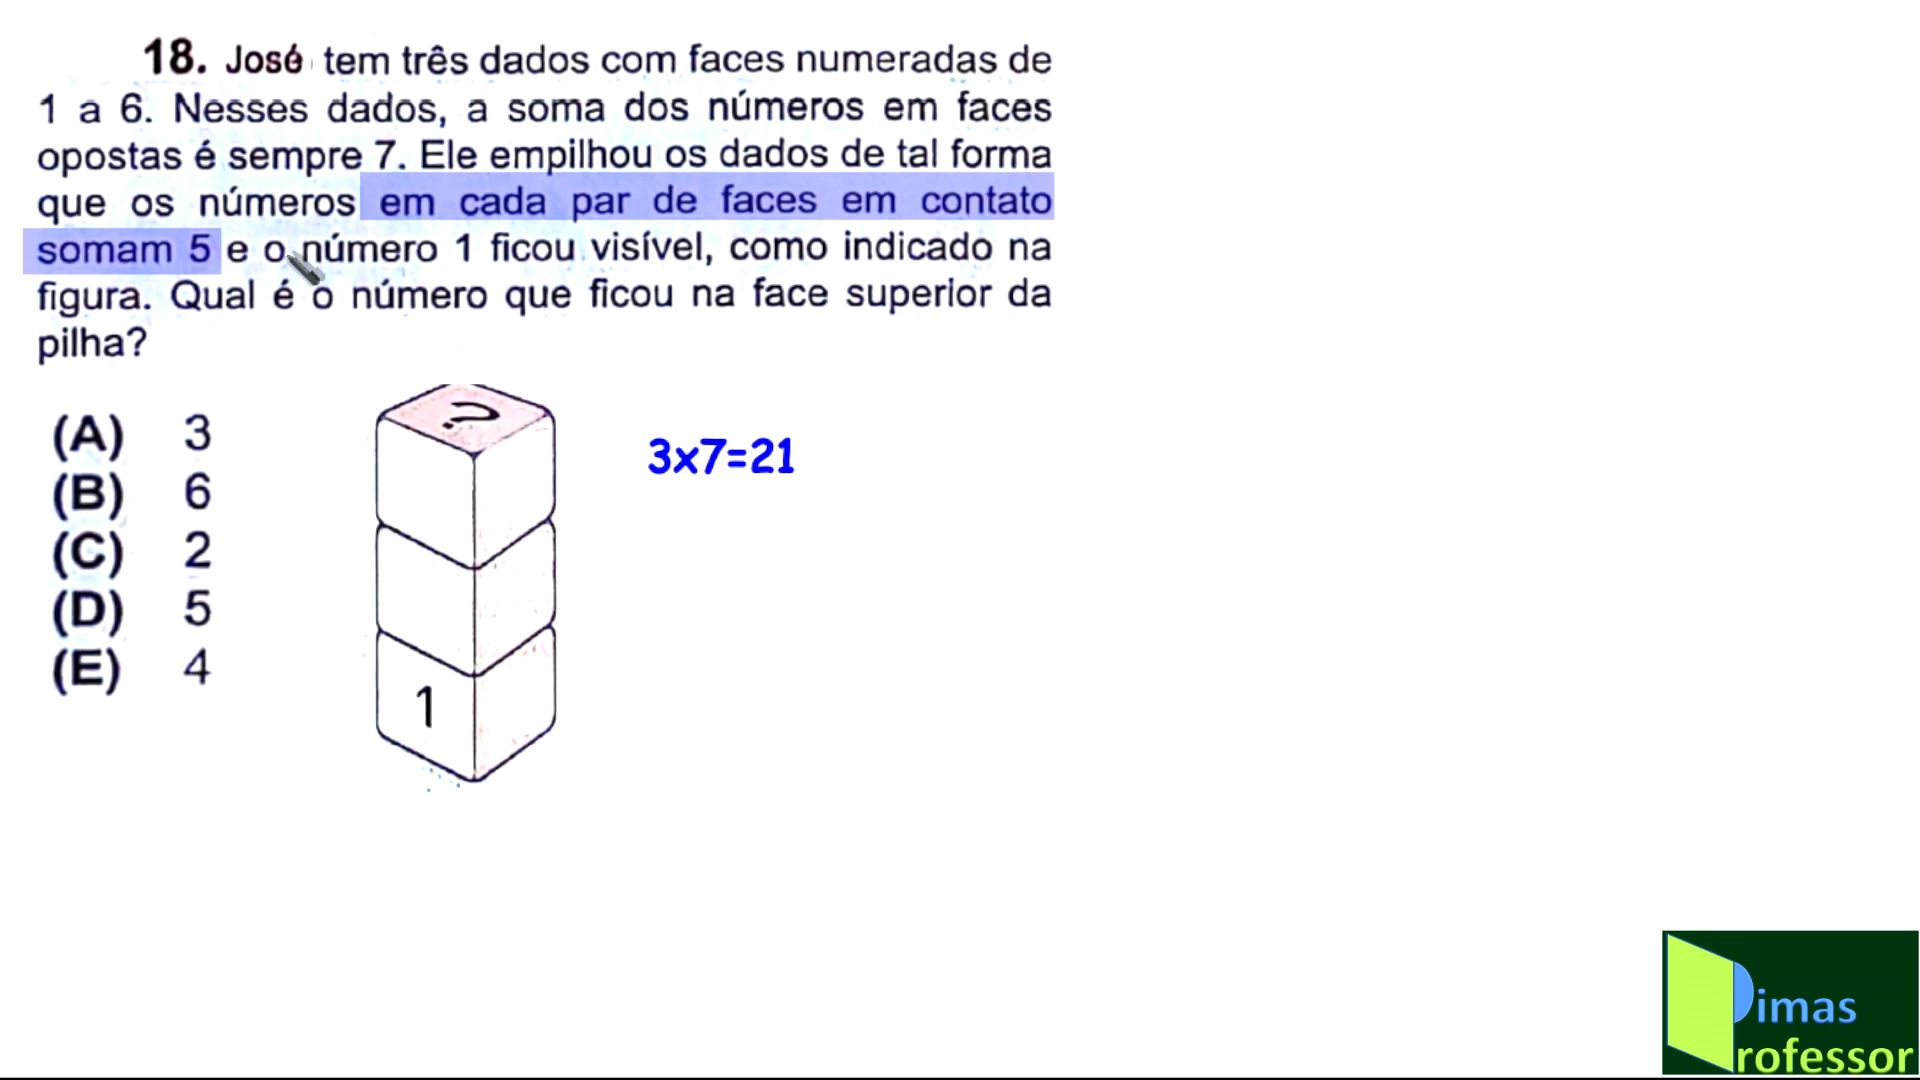 18. José tem três dados com faces numeradas de
1 a 6. Nesses dados, a soma dos números em faces
opostas é sempre 7. Ele empilhou os dados de tal forma
que os números em cada par de faces em contato
somam 5 e o número 1 ficou visível, como indicado na
figura. Qual é o número que ficou na face superior da
pilha?
(A) 3
(B) 6
(C) 2
(D) 5
(E) 4
?
1
3x7=21
Dimas
Professor